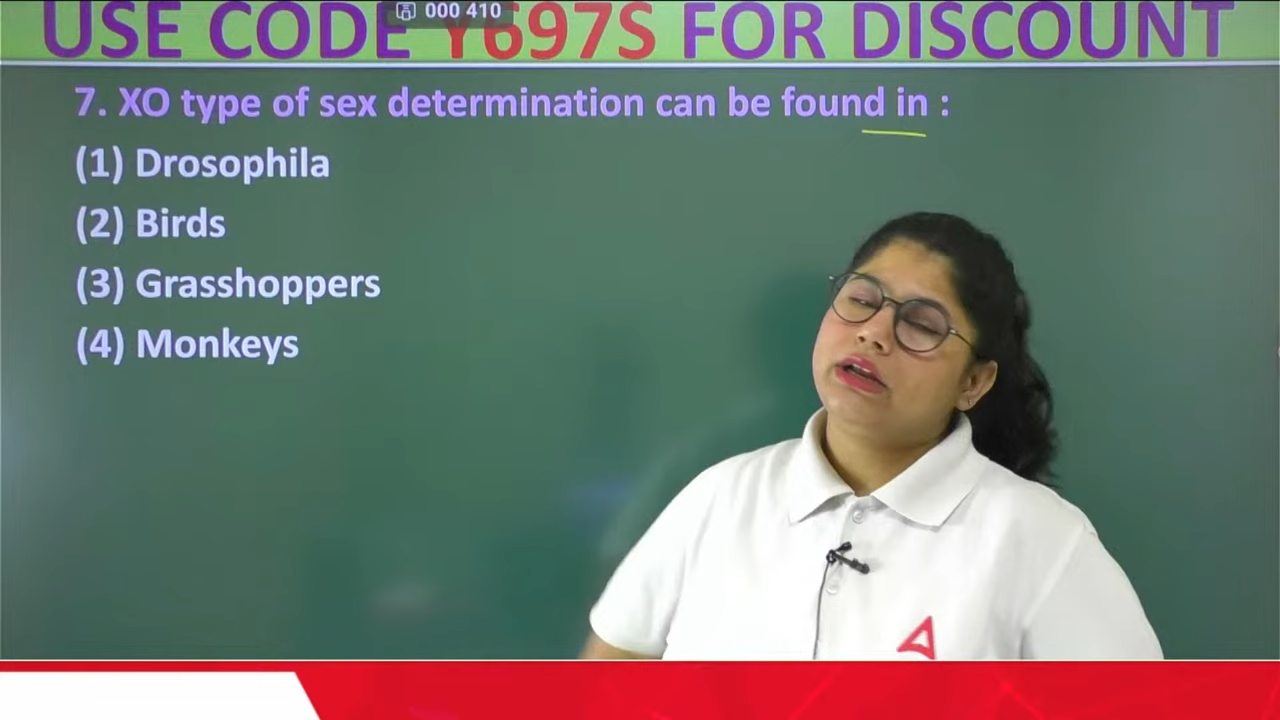 USE CODE Y697S FOR DISCOUNT
000 410
7. XO type of sex determination can be found in :
(1) Drosophila
(2) Birds
(3) Grasshoppers
(4) Monkeys